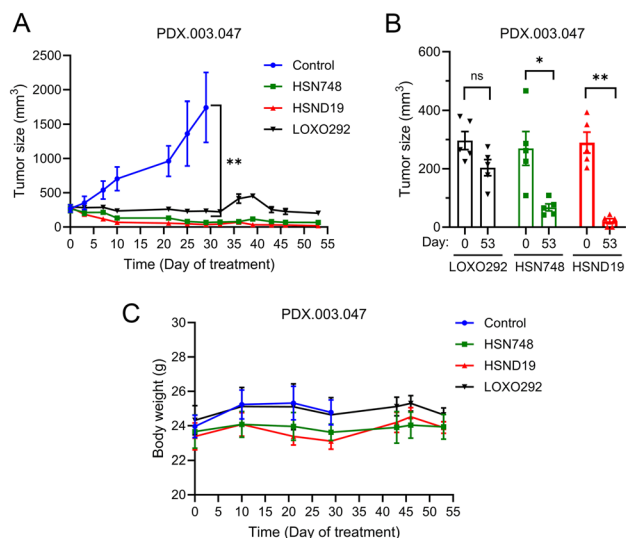 A
PDX.003.047
Tumor size (mm³)
2500
2000
1500
1000
500
0
0 5 10 15 20 25 30 35 40 45 50 55
Time (Day of treatment)
Control
HSN748
HSND19
LOXO292
**
B
PDX.003.047
Tumor size (mm³)
600
400
200
0
ns
*
**
Day: 0 53 0 53 0 53
LOXO292 HSN748 HSND19
C
PDX.003.047
Body weight (g)
30
28
26
24
22
20
0 5 10 15 20 25 30 35 40 45 50 55
Time (Day of treatment)
Control
HSN748
HSND19
LOXO292